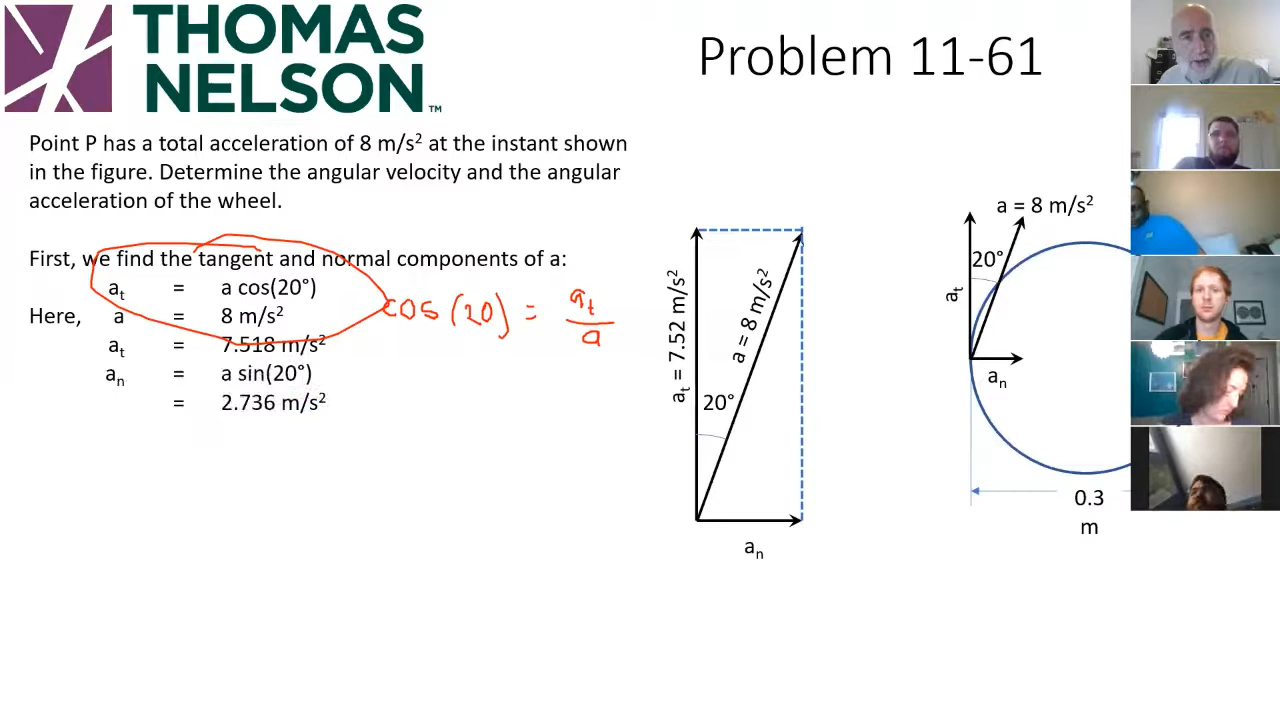 THOMAS
NELSON™
Problem 11-61
Point P has a total acceleration of 8 m/s² at the instant shown
in the figure. Determine the angular velocity and the angular
acceleration of the wheel.
First, we find the tangent and normal components of a:
aₜ = a cos(20°)
Here, a = 8 m/s²
aₜ = 7.518 m/s²
aₙ = a sin(20°)
= 2.736 m/s²
cos (20) = aₜ / a
aₜ = 7.52 m/s²
a = 8 m/s²
20°
aₙ
a = 8 m/s²
20°
aₜ
aₙ
0.3
m